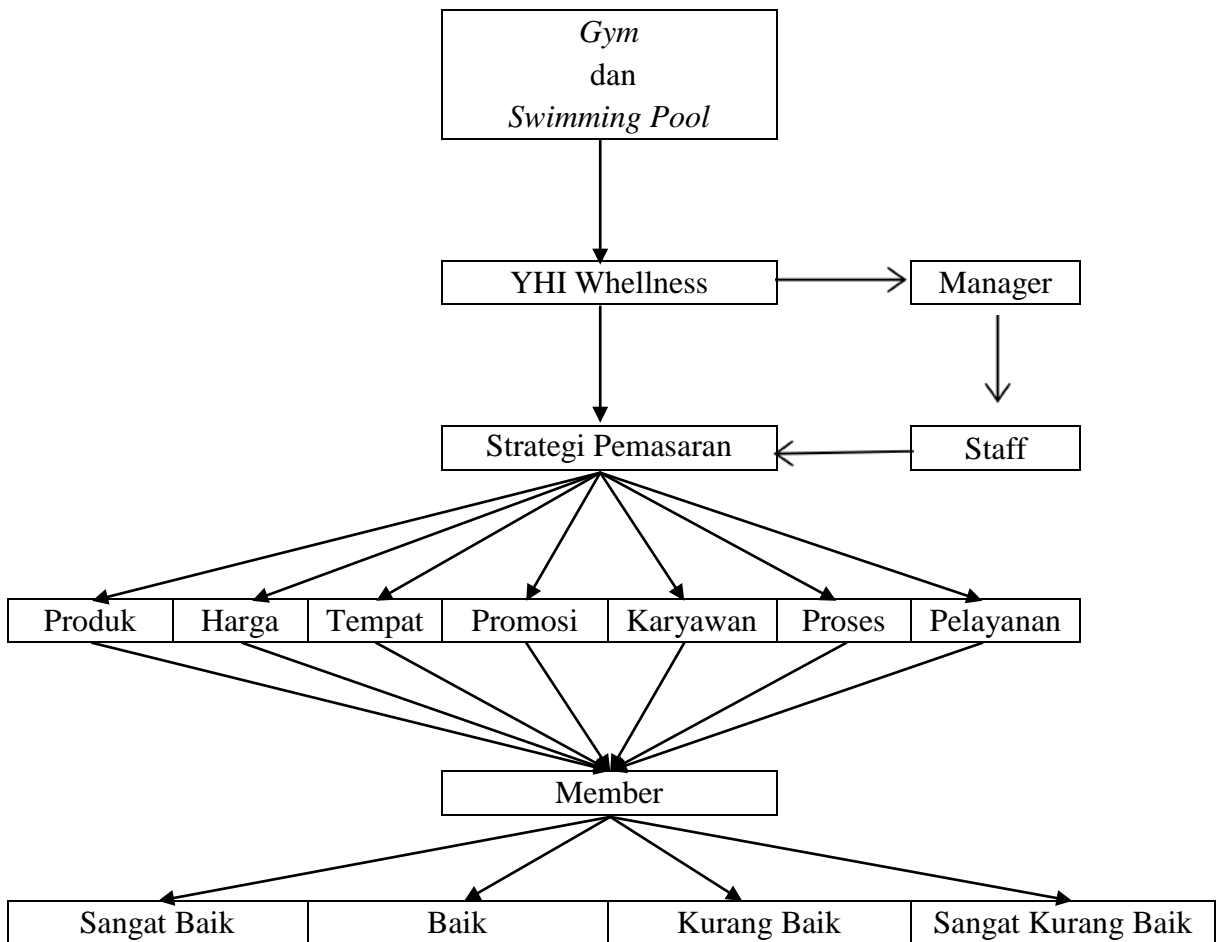 Gym
dan
Swimming Pool
YHI Whellness
Manager
Strategi Pemasaran
Staff
Produk
Harga
Tempat
Promosi
Karyawan
Proses
Pelayanan
Member
Sangat Baik
Baik
Kurang Baik
Sangat Kurang Baik